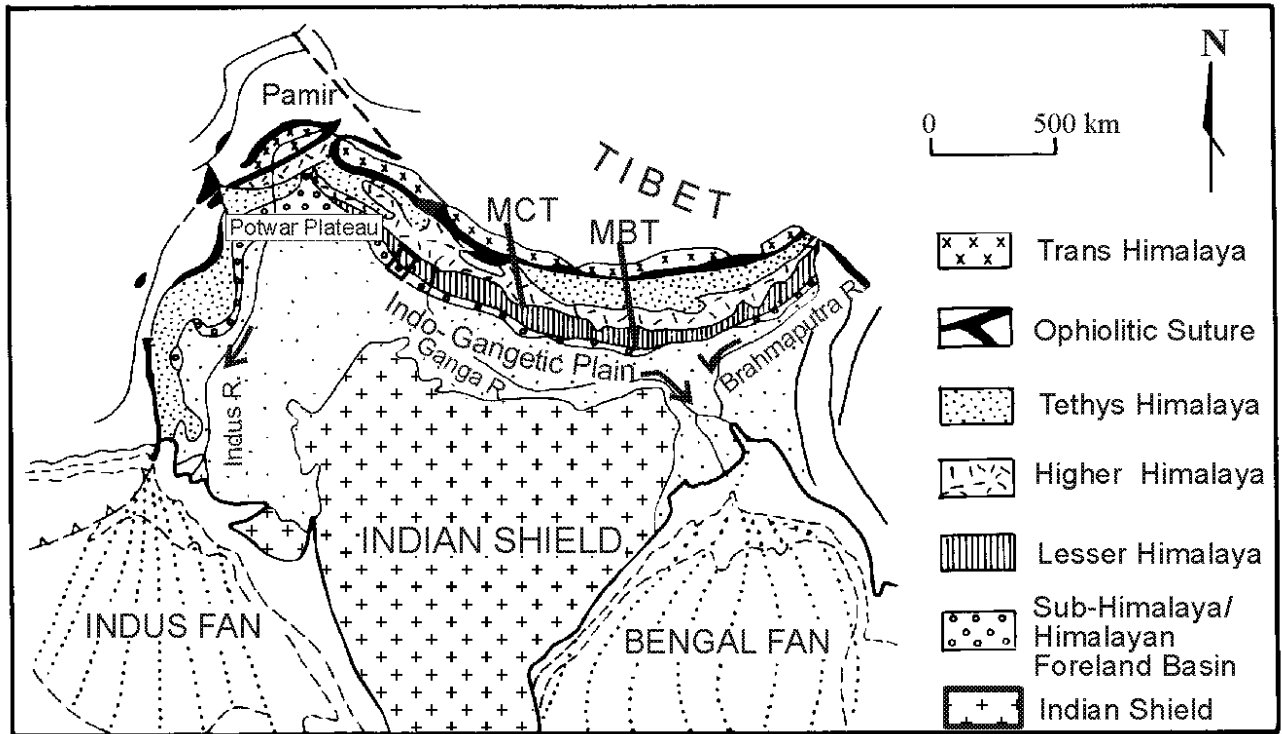 N
Pamir
0 500 km
TIBET
MCT
MBT
Potwar Plateau
Indo-Gangetic Plain
Ganga R.
Brahmaputra R.
Indus R.
INDIAN SHIELD
INDUS FAN
BENGAL FAN
Trans Himalaya
Ophiolitic Suture
Tethys Himalaya
Higher Himalaya
Lesser Himalaya
Sub-Himalaya/
Himalayan
Foreland Basin
Indian Shield